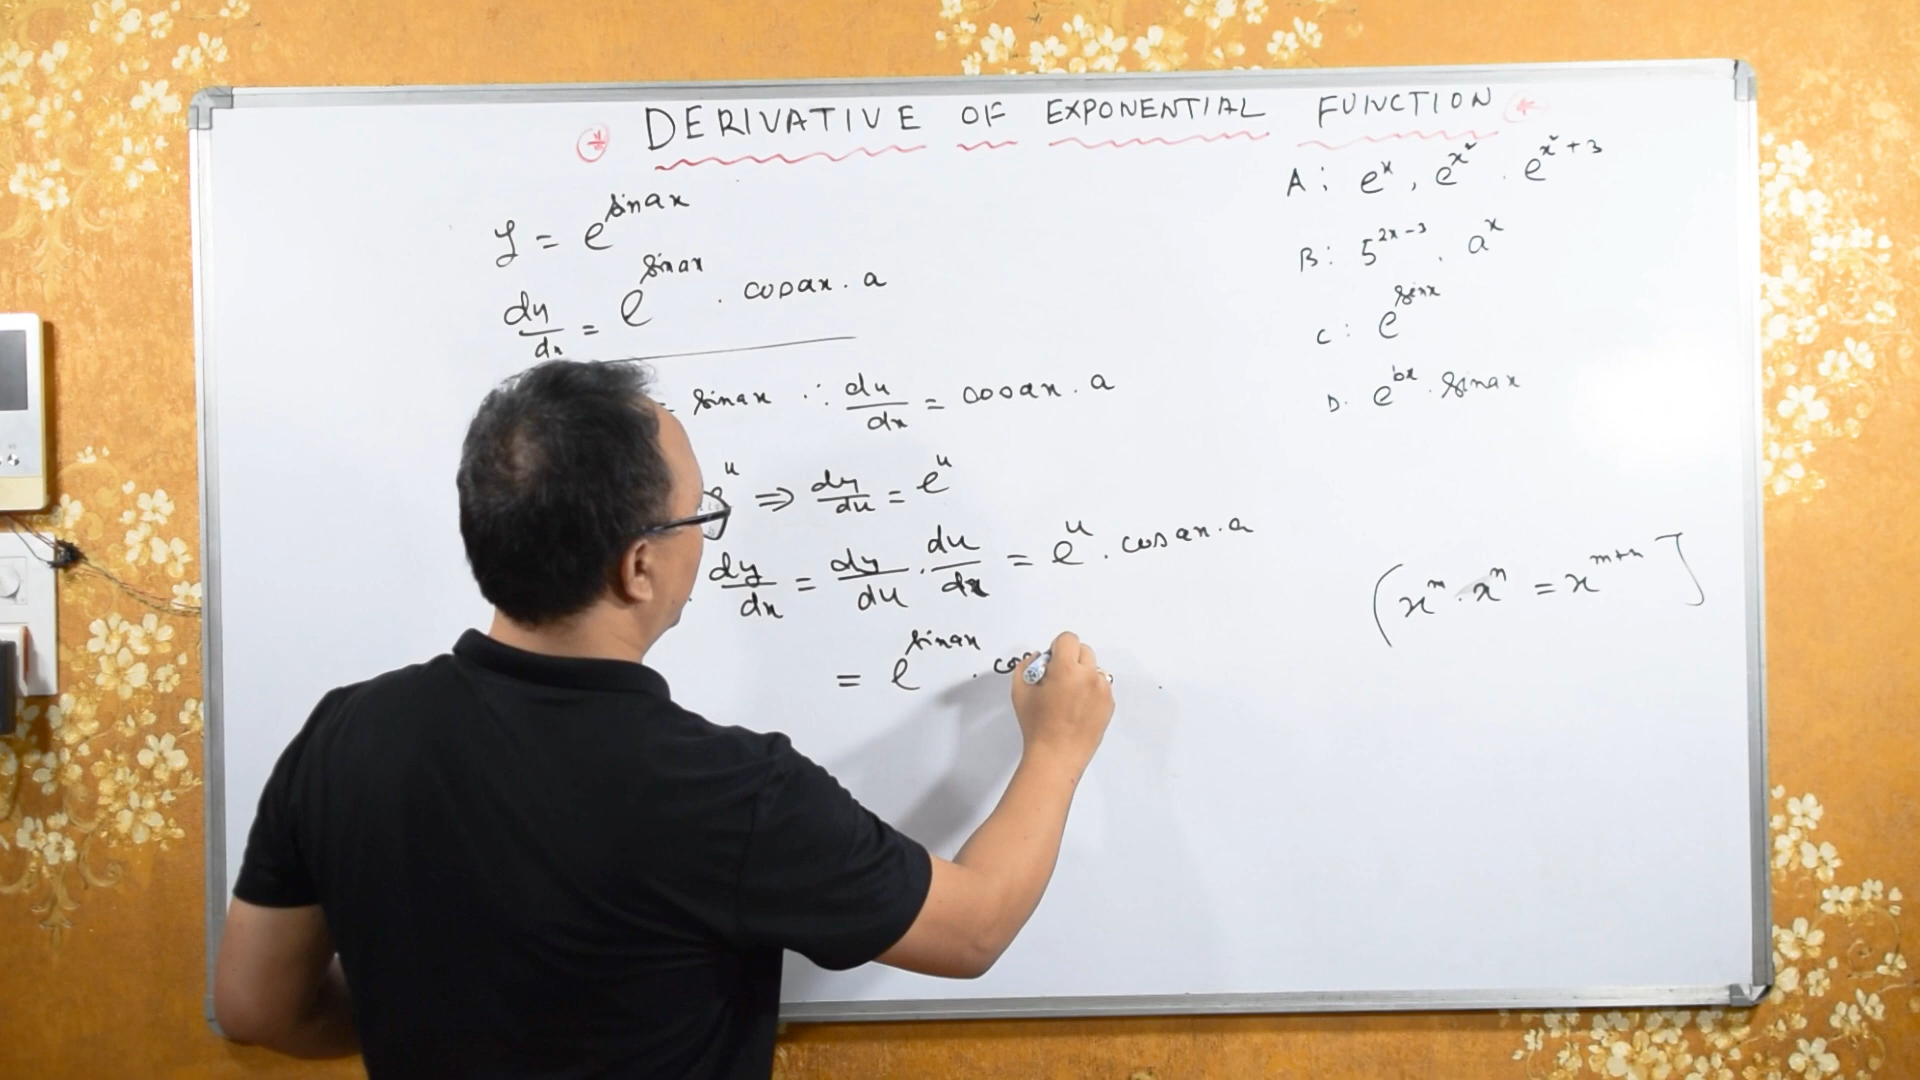 * DERIVATIVE OF EXPONENTIAL FUNCTION *
y = e^{sinax}
dy/dx = e^{sinax} . cosax . a
= sinax ∴ du/dx = cosax . a
e^u ⇒ dy/du = e^u
dy/dx = dy/du . du/dx = e^u . cosax . a
= e^{sinax} . cos
A : e^x , e^{x²} . e^{x²+3}
B : 5^{2x-3} . a^x
C : e^{sinx}
D . e^{bx} . sinax
(x^m . x^n = x^{m+n}]